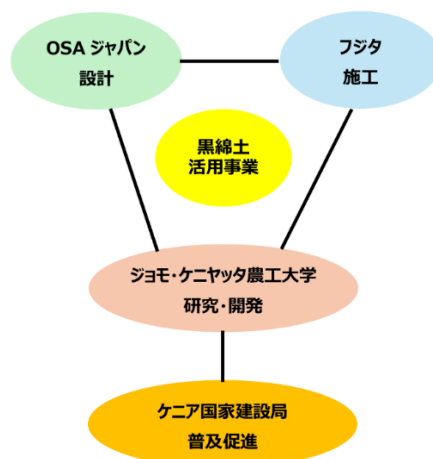 OSA ジャパン
設計
フジタ
施工
黒綿土
活用事業
ジョモ・ケニヤッタ農工大学
研究・開発
ケニア国家建設局
普及促進